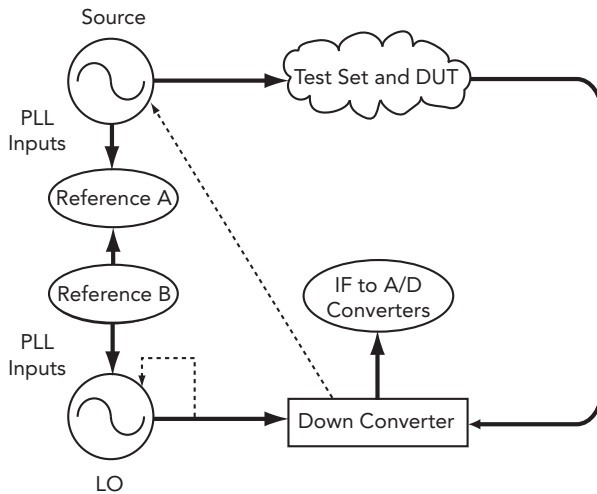 Source
Test Set and DUT
PLL
Inputs
Reference A
Reference B
IF to A/D
Converters
PLL
Inputs
Down Converter
LO